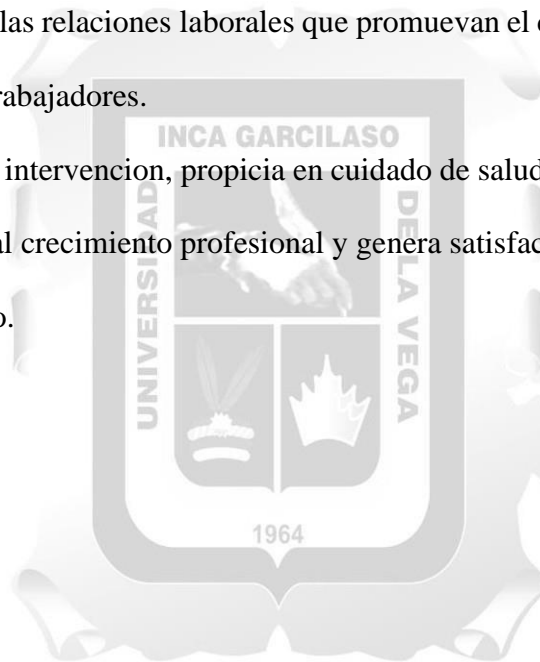 las relaciones laborales que promuevan el
rabajadores.
INCA GARCILASO
intervencion, propicia en cuidado de salud
UNIVERSIDAD
DE LA VEGA
al crecimiento profesional y genera satisfac
o.
1964